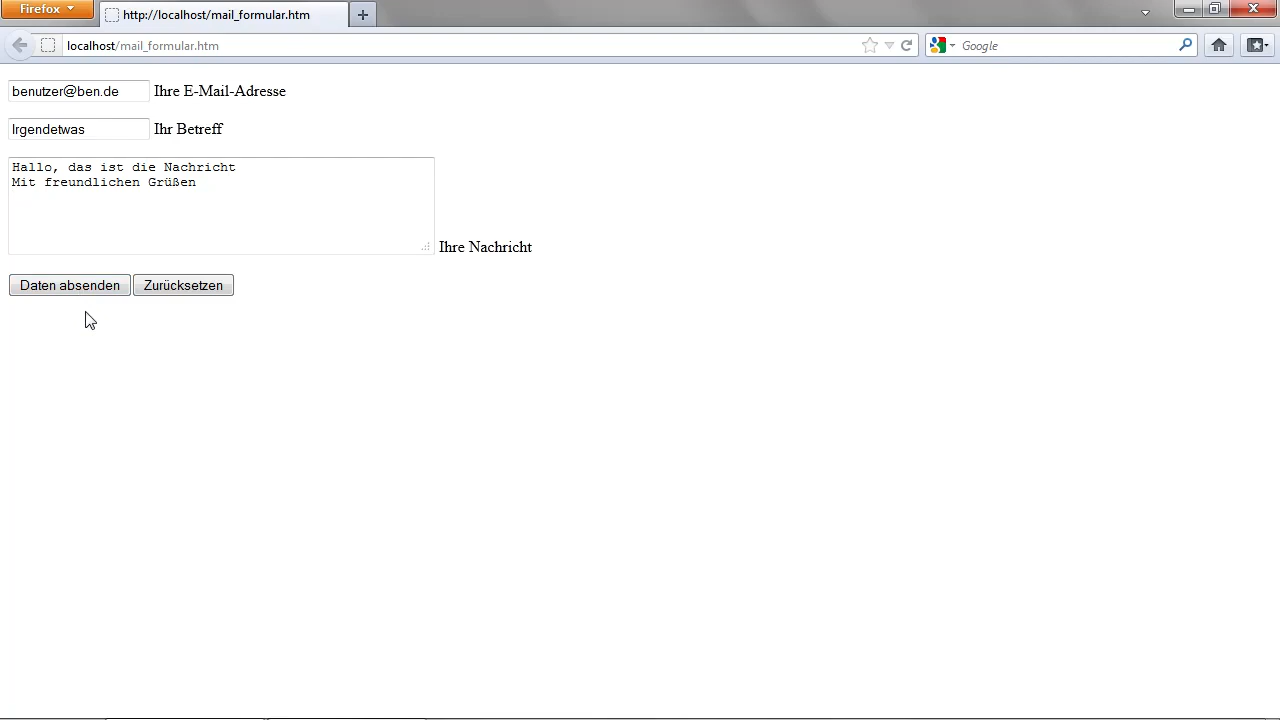 Firefox
http://localhost/mail_formular.htm
localhost/mail_formular.htm
Google
benutzer@ben.de Ihre E-Mail-Adresse
Irgendetwas Ihr Betreff
Hallo, das ist die Nachricht
Mit freundlichen Grüßen
Ihre Nachricht
Daten absenden Zurücksetzen